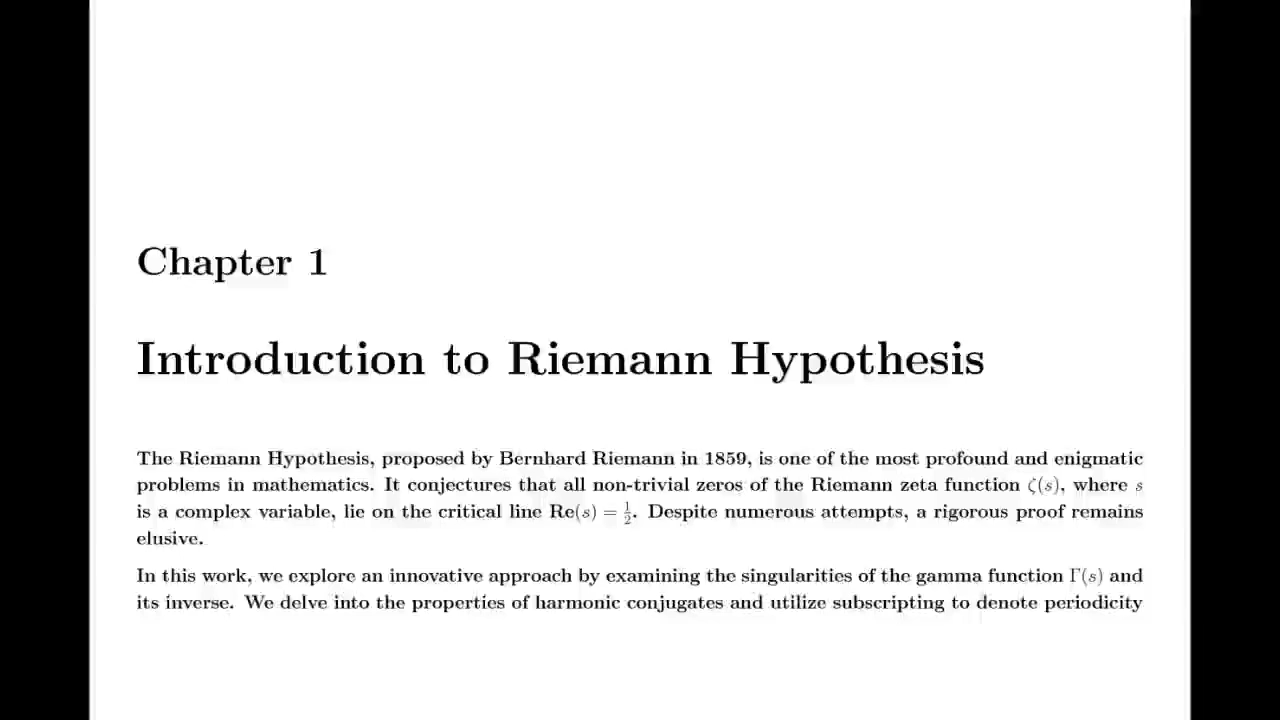 Chapter 1
Introduction to Riemann Hypothesis
The Riemann Hypothesis, proposed by Bernhard Riemann in 1859, is one of the most profound and enigmatic
problems in mathematics. It conjectures that all non-trivial zeros of the Riemann zeta function ζ(s), where s
is a complex variable, lie on the critical line Re(s) = 1/2. Despite numerous attempts, a rigorous proof remains
elusive.
In this work, we explore an innovative approach by examining the singularities of the gamma function Γ(s) and
its inverse. We delve into the properties of harmonic conjugates and utilize subscripting to denote periodicity